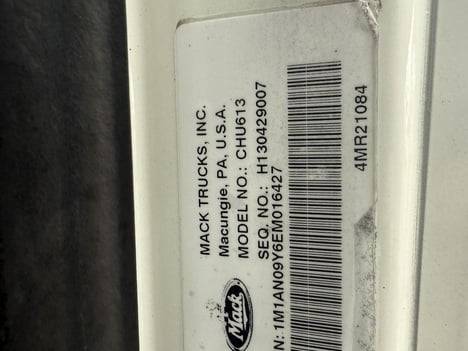 MACK TRUCKS, INC.
Macungie, PA, U.S.A.
MODEL NO.: CHU613
SEQ. NO.: H130429007
N: 1M1AN09Y6EM016427
4MR21084
Mack